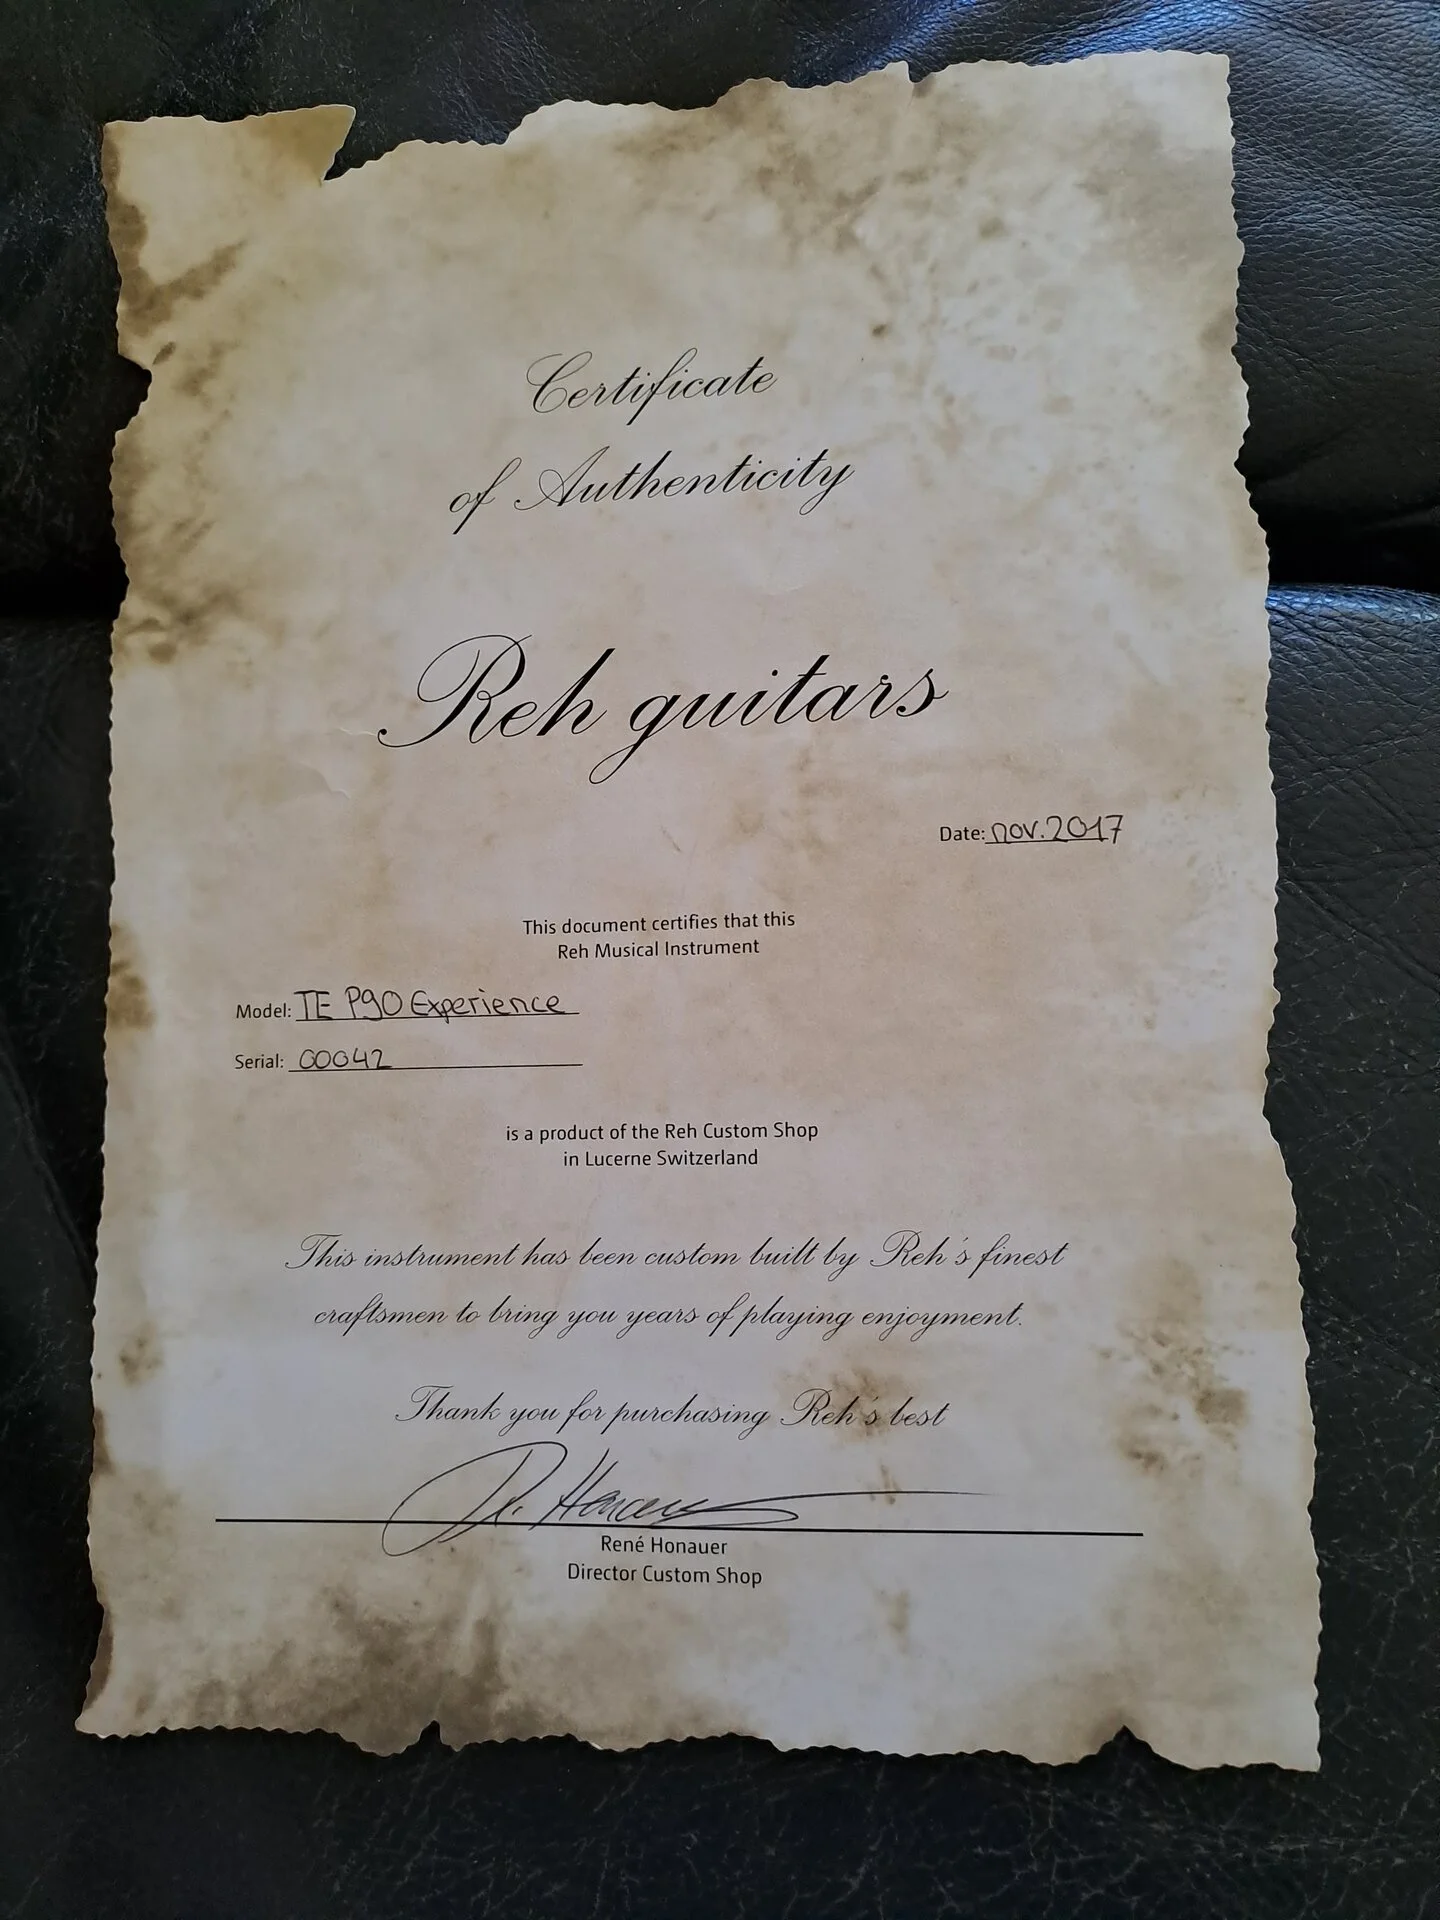 Certificate
of Authenticity
Reh guitars
Date: nov. 2017
This document certifies that this
Reh Musical Instrument
Model: TE P90 Experience
Serial: 00042
is a product of the Reh Custom Shop
in Lucerne Switzerland
This instrument has been custom built by Reh's finest
craftsmen to bring you years of playing enjoyment.
Thank you for purchasing Reh's best
R. Honauer
René Honauer
Director Custom Shop